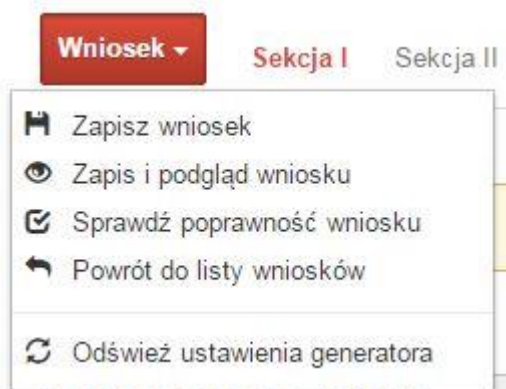 Wniosek
Sekcja I
Sekcja II
Zapisz wniosek
Zapis i podgląd wniosku
Sprawdź poprawność wniosku
Powrót do listy wniosków
Odśwież ustawienia generatora